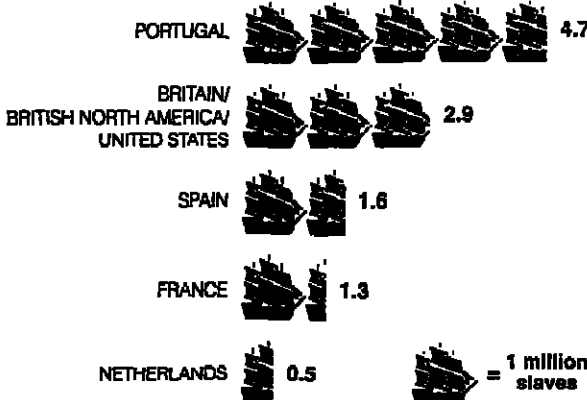 PORTUGAL 4.7
BRITAIN/
BRITISH NORTH AMERICA/
UNITED STATES 2.9
SPAIN 1.6
FRANCE 1.3
NETHERLANDS 0.5
= 1 million
slaves